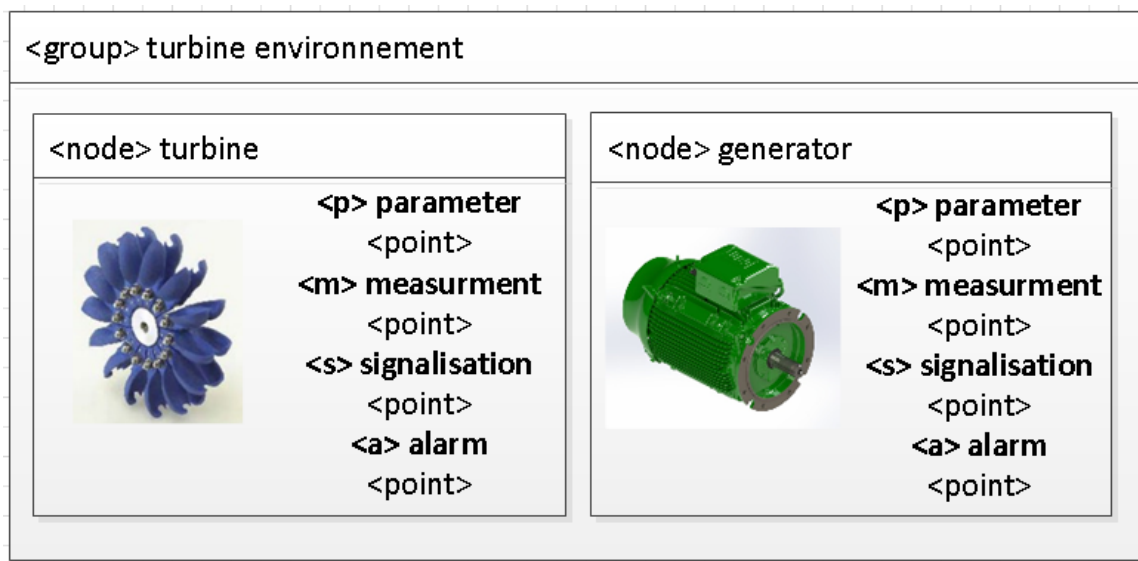 <group> turbine environnement
<node> turbine
<p> parameter
<point>
<m> measurment
<point>
<s> signalisation
<point>
<a> alarm
<point>
<node> generator
<p> parameter
<point>
<m> measurment
<point>
<s> signalisation
<point>
<a> alarm
<point>